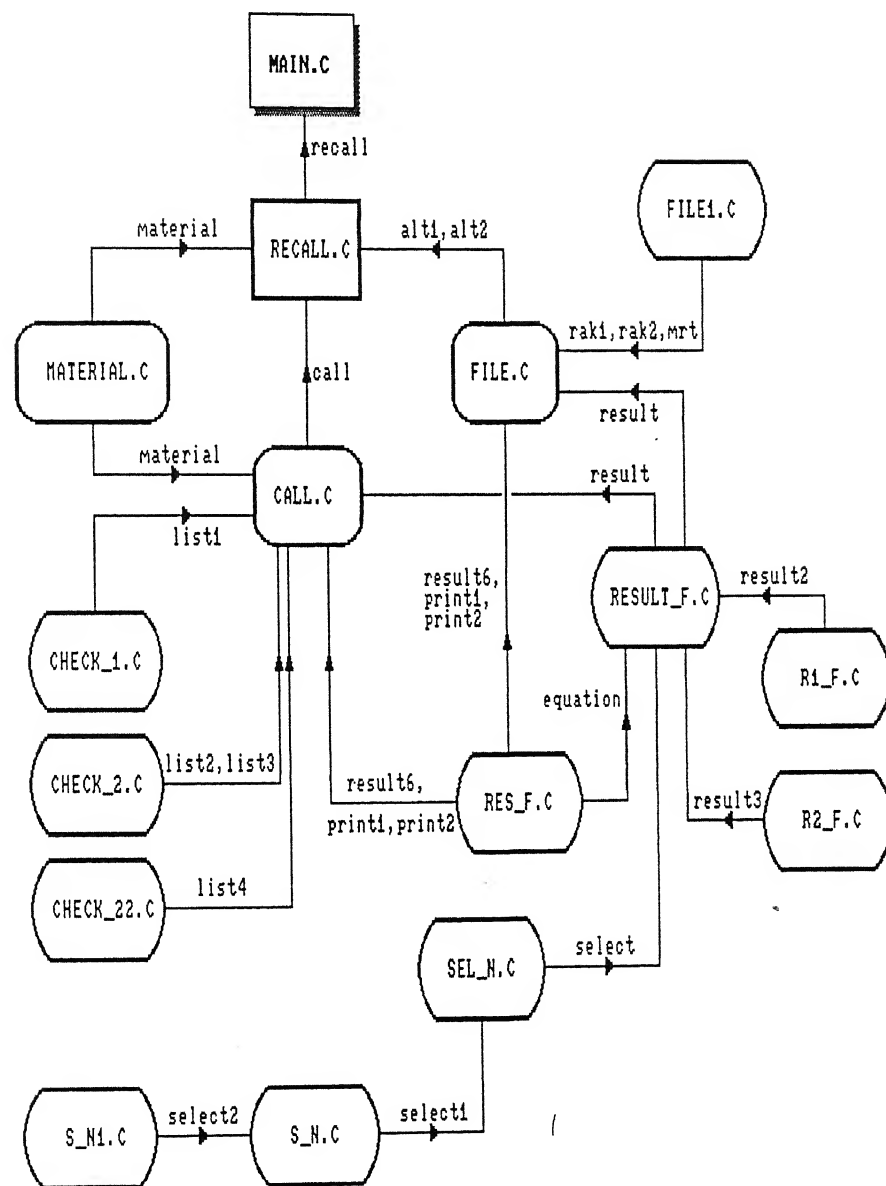 MAIN.C
recall
FILE1.C
material
RECALL.C
alt1,alt2
rak1,rak2,mrt
MATERIAL.C
call
FILE.C
result
material
CALL.C
result
list1
result6,
print1,
print2
RESULT_F.C
result2
CHECK_1.C
R1_F.C
equation
CHECK_2.C
list2,list3
result6,
print1,print2
RES_F.C
result3
R2_F.C
CHECK_22.C
list4
SEL_N.C
select
S_N1.C
select2
S_N.C
select1